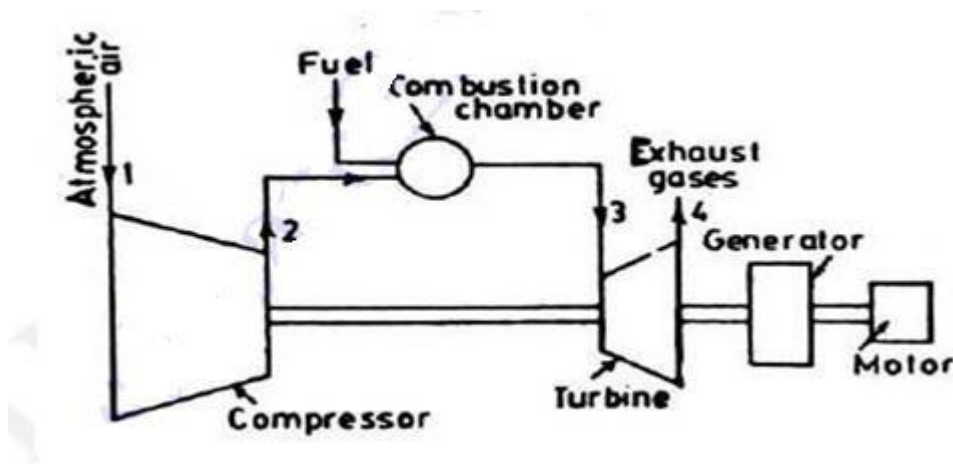 Atmospheric
air
Fuel
Combustion
chamber
Exhaust
gases
1
2
3
4
Generator
Motor
Turbine
Compressor